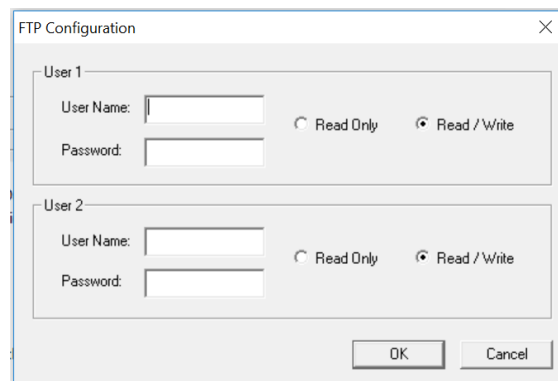 FTP Configuration
User 1
User Name:
Read Only Read / Write
Password:
User 2
User Name:
Read Only Read / Write
Password:
OK Cancel